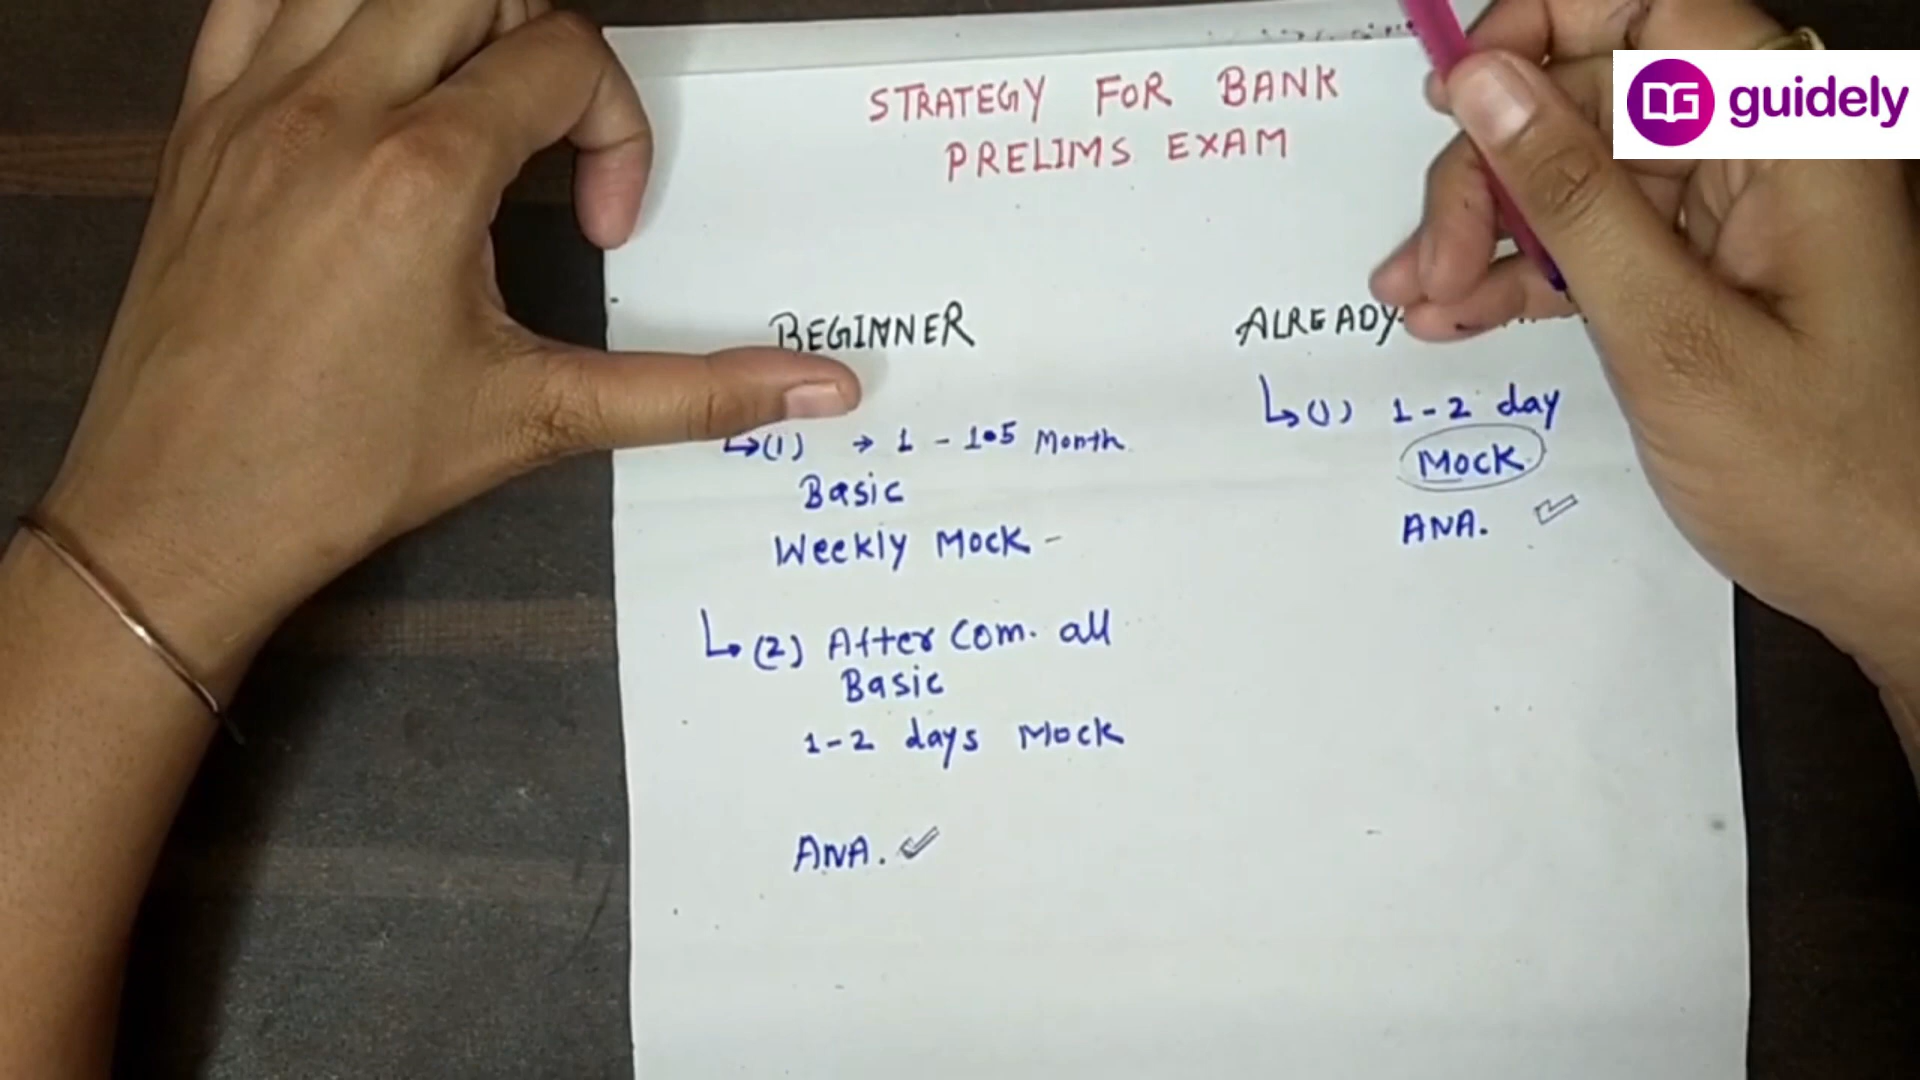 STRATEGY FOR BANK
PRELIMS EXAM
guidely
BEGINNER
↳(1) → 1 - 1.5 Month
Basic
Weekly Mock -
↳(2) After Com. all
Basic
1-2 days Mock
ANA. ✓
ALREADY
↳(1) 1-2 day
Mock
ANA. ✓